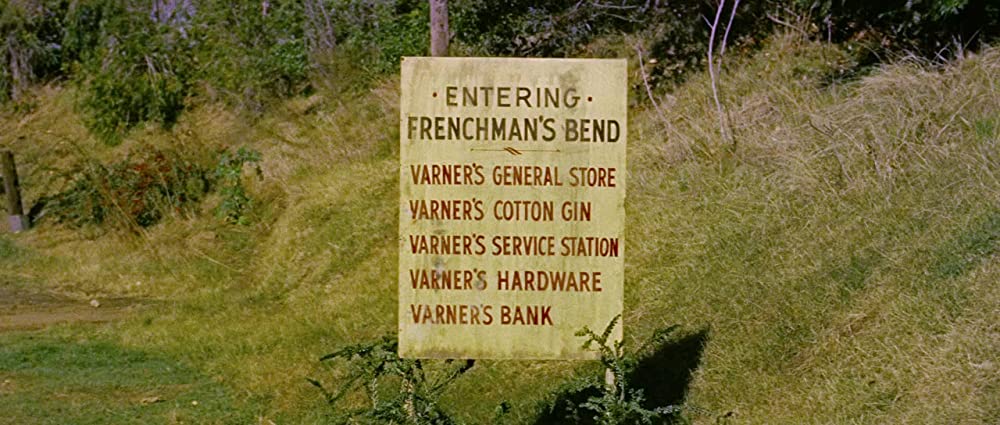 · ENTERING ·
FRENCHMAN'S BEND
VARNER'S GENERAL STORE
VARNER'S COTTON GIN
VARNER'S SERVICE STATION
VARNER'S HARDWARE
VARNER'S BANK